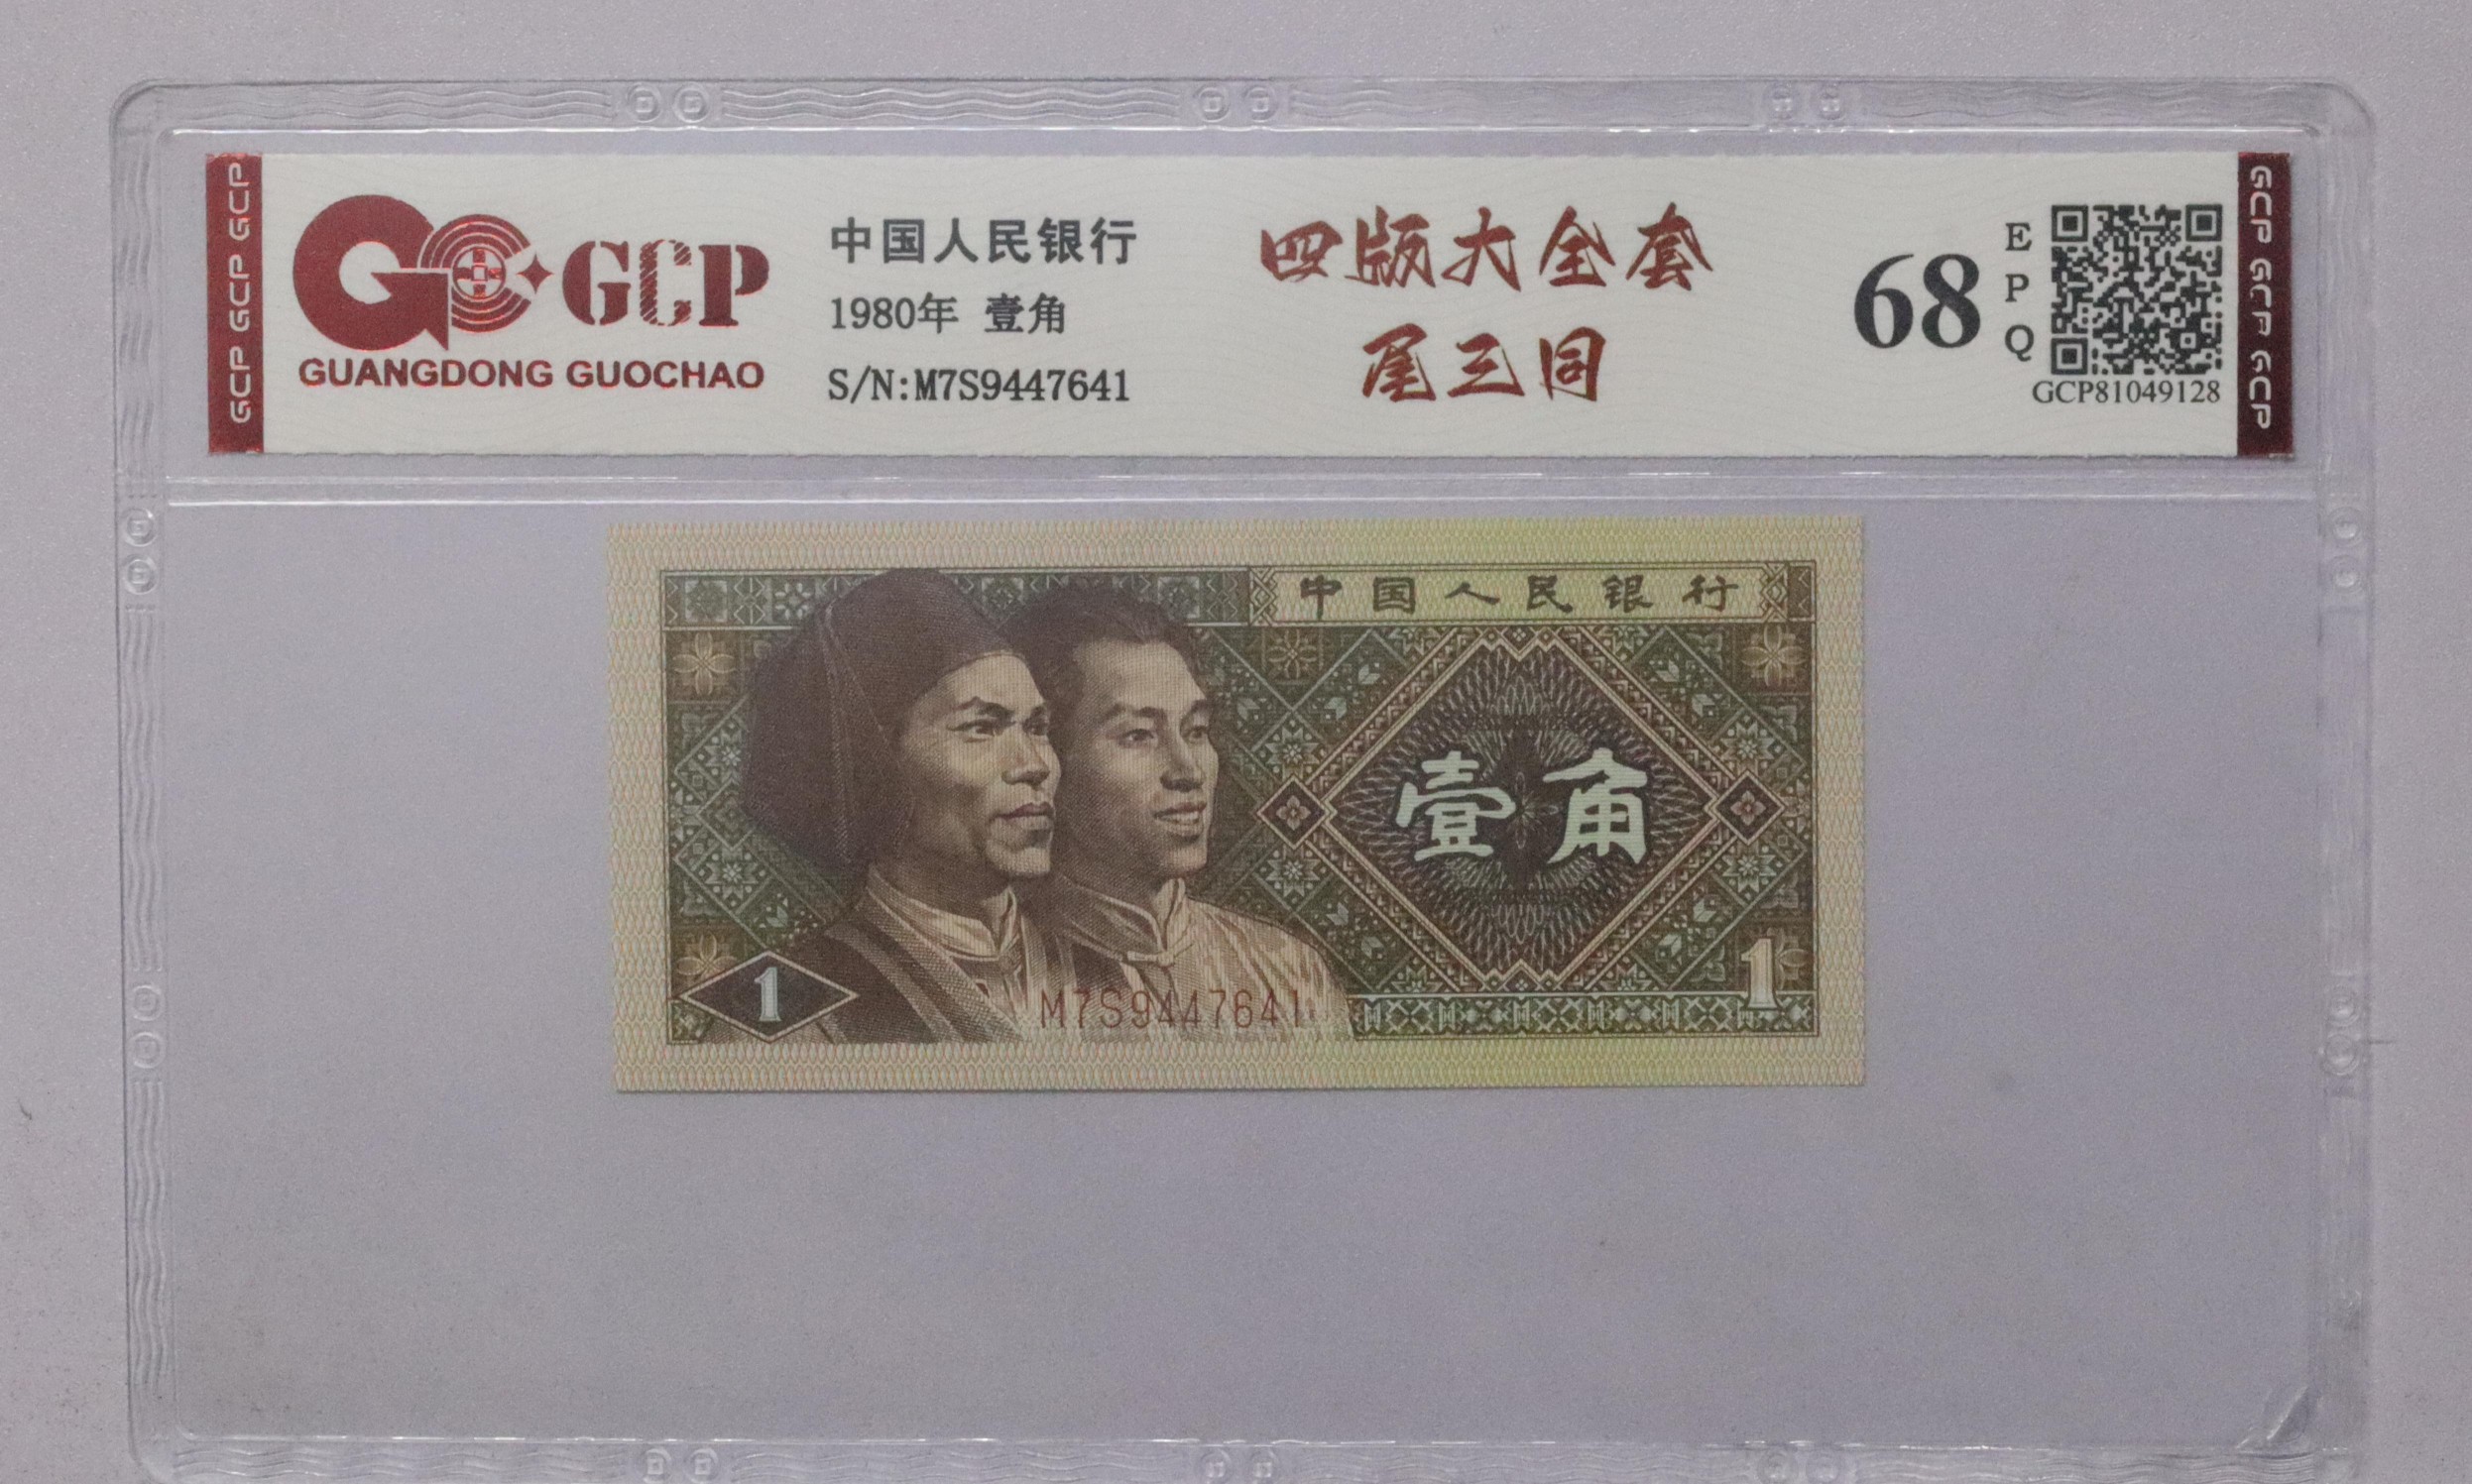 GCP GCP GCP
GCP
GUANGDONG GUOCHAO
中国人民银行
1980年 壹角
S/N:M7S9447641
四版大全套
尾三同
68
EPQ
GCP81049128
GCP GCP GCP
中国人民银行
壹角
1
M7S9447641
1